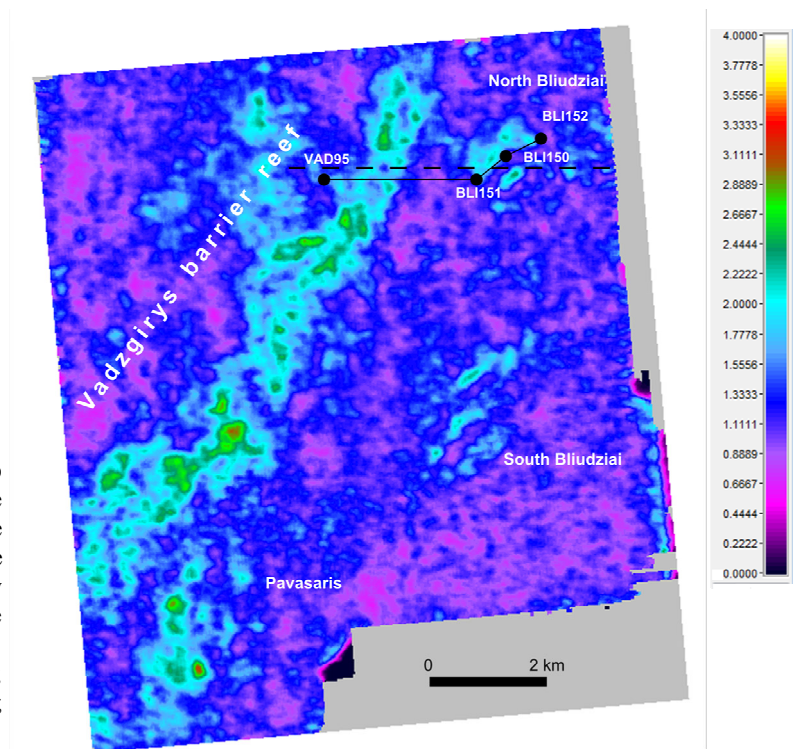 North Bliudziai
BLI152
VAD95
BLI150
BLI151
Vadzgirys barrier reef
South Bliudziai
Pavasaris
0 2 km
4.0000
3.7778
3.5556
3.3333
3.1111
2.8889
2.6667
2.4444
2.2222
2.0000
1.7778
1.5556
1.3333
1.1111
0.8889
0.6667
0.4444
0.2222
0.0000